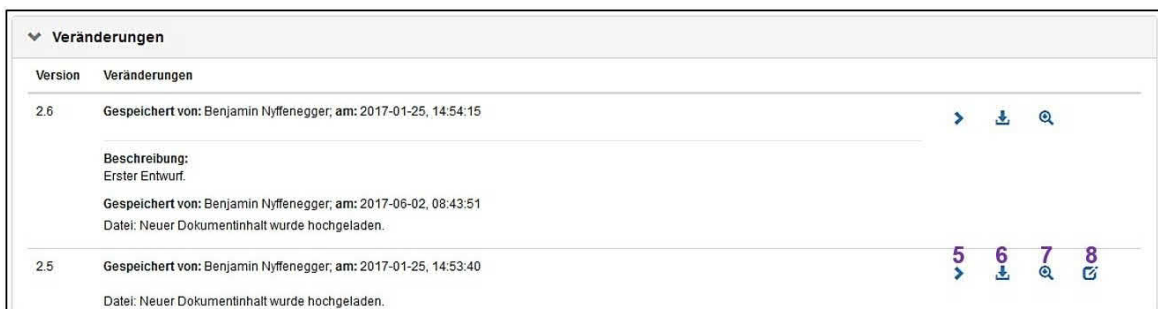 Veränderungen
Version Veränderungen
2.6 Gespeichert von: Benjamin Nyffenegger; am: 2017-01-25, 14:54:15
Beschreibung:
Erster Entwurf.
Gespeichert von: Benjamin Nyffenegger; am: 2017-06-02, 08:43:51
Datei: Neuer Dokumentinhalt wurde hochgeladen.
5 6 7 8
2.5 Gespeichert von: Benjamin Nyffenegger; am: 2017-01-25, 14:53:40
Datei: Neuer Dokumentinhalt wurde hochgeladen.